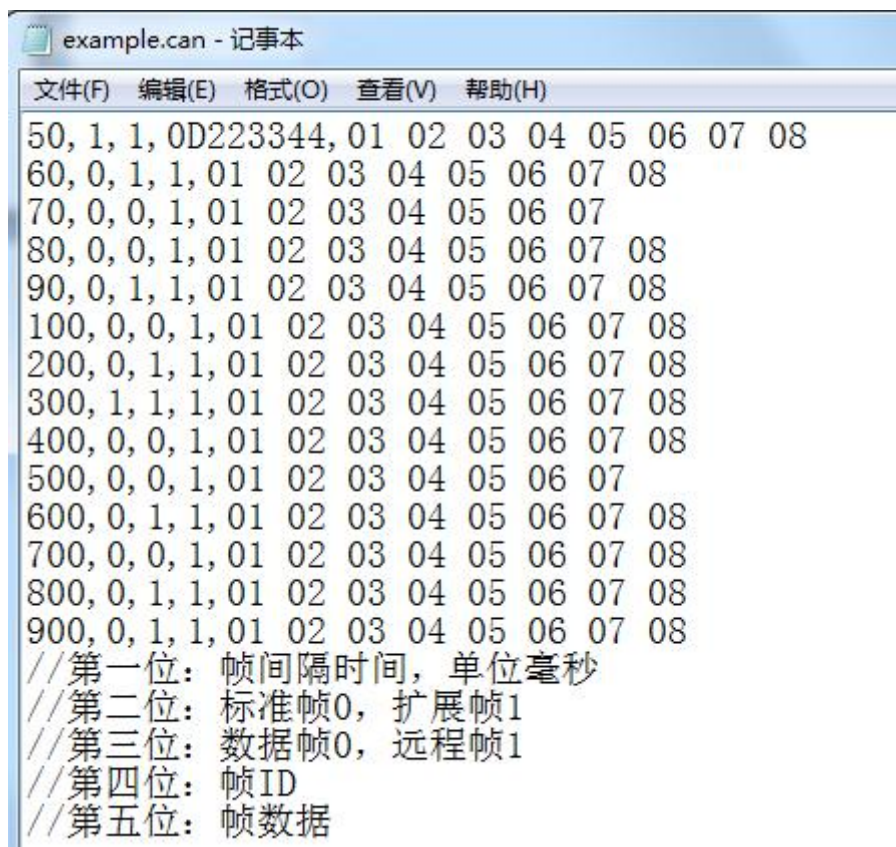 example.can - 记事本
文件(F) 编辑(E) 格式(O) 查看(V) 帮助(H)
50,1,1,0D223344,01 02 03 04 05 06 07 08
60,0,1,1,01 02 03 04 05 06 07 08
70,0,0,1,01 02 03 04 05 06 07
80,0,0,1,01 02 03 04 05 06 07 08
90,0,1,1,01 02 03 04 05 06 07 08
100,0,0,1,01 02 03 04 05 06 07 08
200,0,1,1,01 02 03 04 05 06 07 08
300,1,1,1,01 02 03 04 05 06 07 08
400,0,0,1,01 02 03 04 05 06 07 08
500,0,0,1,01 02 03 04 05 06 07
600,0,1,1,01 02 03 04 05 06 07 08
700,0,0,1,01 02 03 04 05 06 07 08
800,0,1,1,01 02 03 04 05 06 07 08
900,0,1,1,01 02 03 04 05 06 07 08
//第一位：帧间隔时间，单位毫秒
//第二位：标准帧0，扩展帧1
//第三位：数据帧0，远程帧1
//第四位：帧ID
//第五位：帧数据